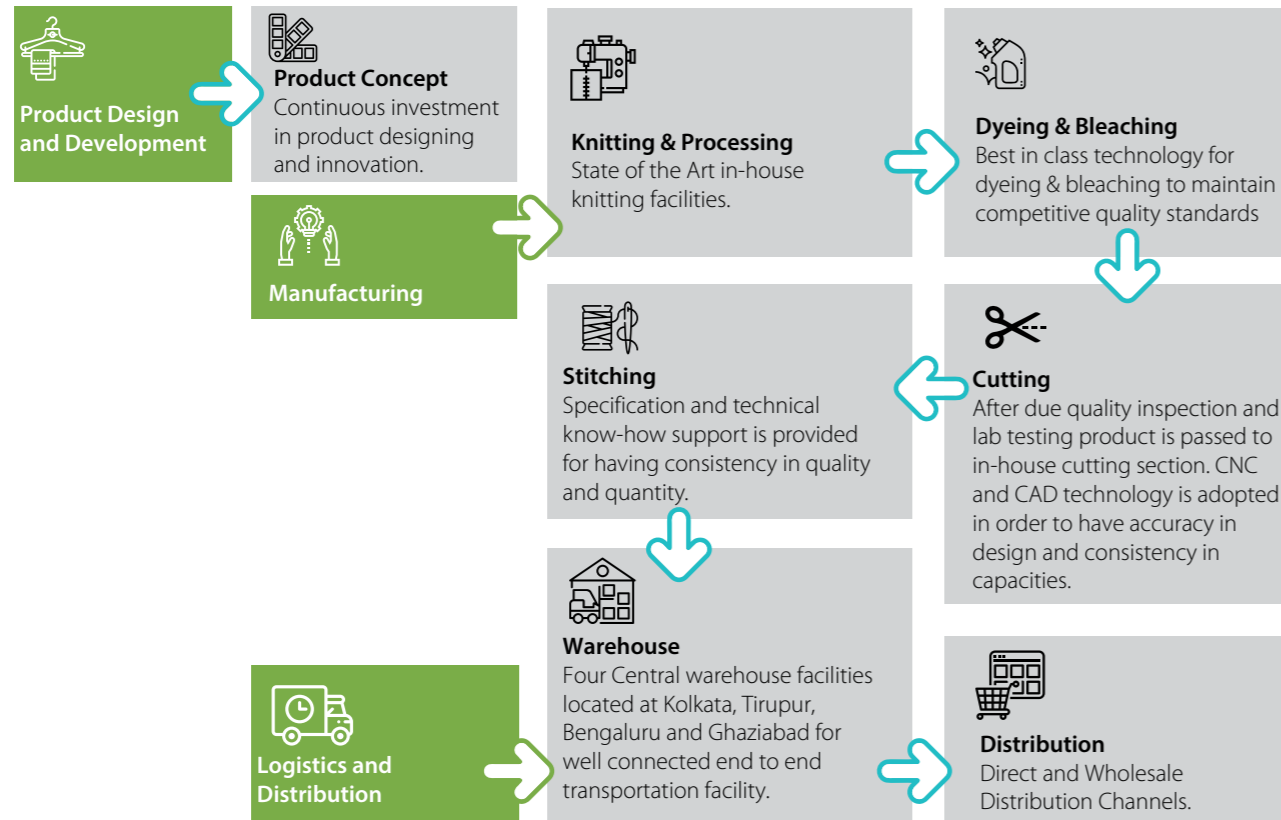 Product Design
and Development
Product Concept
Continuous investment
in product designing
and innovation.
Manufacturing
Knitting & Processing
State of the Art in-house
knitting facilities.
Dyeing & Bleaching
Best in class technology for
dyeing & bleaching to maintain
competitive quality standards
Cutting
After due quality inspection and
lab testing product is passed to
in-house cutting section. CNC
and CAD technology is adopted
in order to have accuracy in
design and consistency in
capacities.
Stitching
Specification and technical
know-how support is provided
for having consistency in quality
and quantity.
Logistics and
Distribution
Warehouse
Four Central warehouse facilities
located at Kolkata, Tirupur,
Bengaluru and Ghaziabad for
well connected end to end
transportation facility.
Distribution
Direct and Wholesale
Distribution Channels.